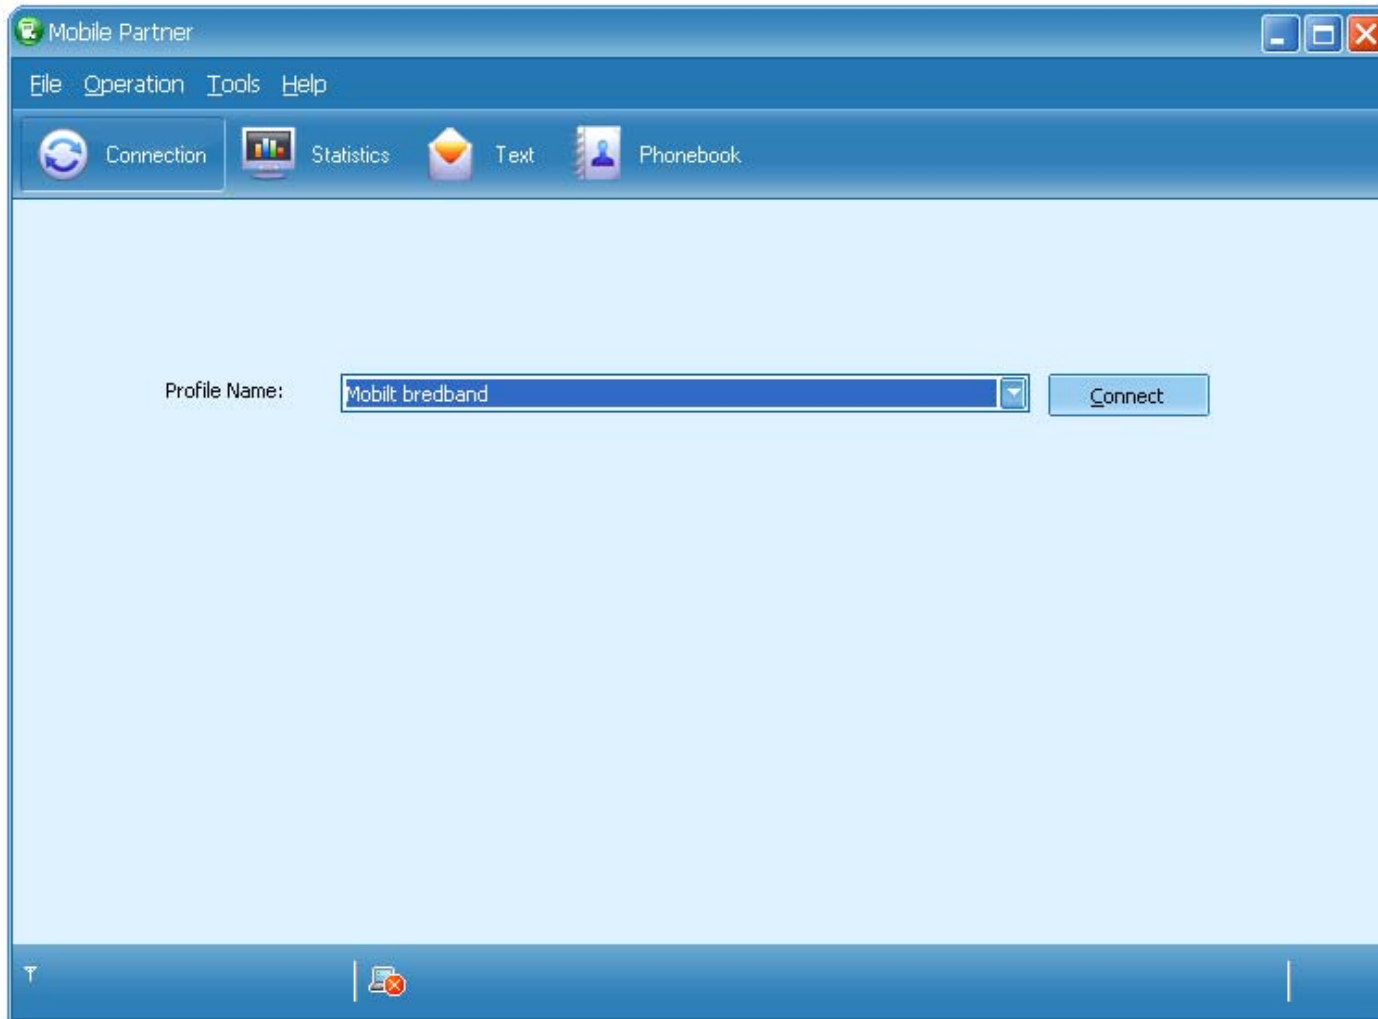 Mobile Partner
File Operation Tools Help
Connection Statistics Text Phonebook
Profile Name: Mobilt bredband Connect